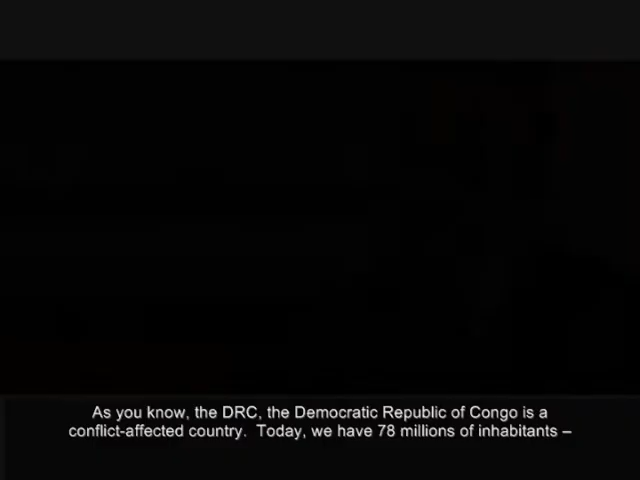 As you know, the DRC, the Democratic Republic of Congo is a
conflict-affected country.  Today, we have 78 millions of inhabitants –